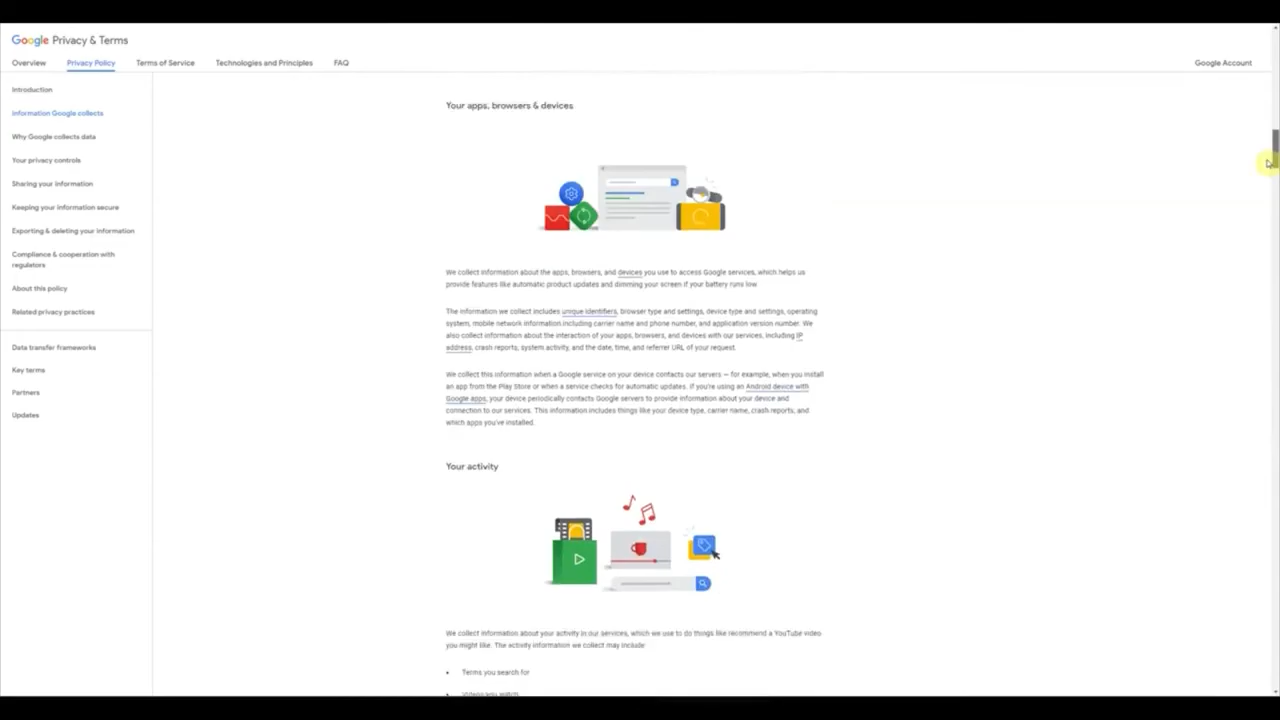 Google Privacy & Terms
Overview
Privacy Policy
Terms of Service
Technologies and Principles
FAQ
Google Account
Introduction
Information Google collects
Why Google collects data
Your privacy controls
Sharing your information
Keeping your information secure
Exporting & deleting your information
Compliance & cooperation with
regulators
About this policy
Related privacy practices
Data transfer frameworks
Key terms
Partners
Updates
Your apps, browsers & devices
We collect information about the apps, browsers, and devices you use to access Google services, which helps us
provide features like automatic product updates and dimming your screen if your battery runs low.
The information we collect includes unique identifiers, browser type and settings, device type and settings, operating
system, mobile network information including carrier name and phone number, and application version number. We
also collect information about the interaction of your apps, browsers, and devices with our services, including IP
address, crash reports, system activity, and the date, time, and referrer URL of your request.
We collect this information when a Google service on your device contacts our servers — for example, when you install
an app from the Play Store or when a service checks for automatic updates. If you're using an Android device with
Google apps, your device periodically contacts Google servers to provide information about your device and
connection to our services. This information includes things like your device type, carrier name, crash reports, and
which apps you've installed.
Your activity
We collect information about your activity in our services, which we use to do things like recommend a YouTube video
you might like. The activity information we collect may include:
• Terms you search for
• Videos you watch